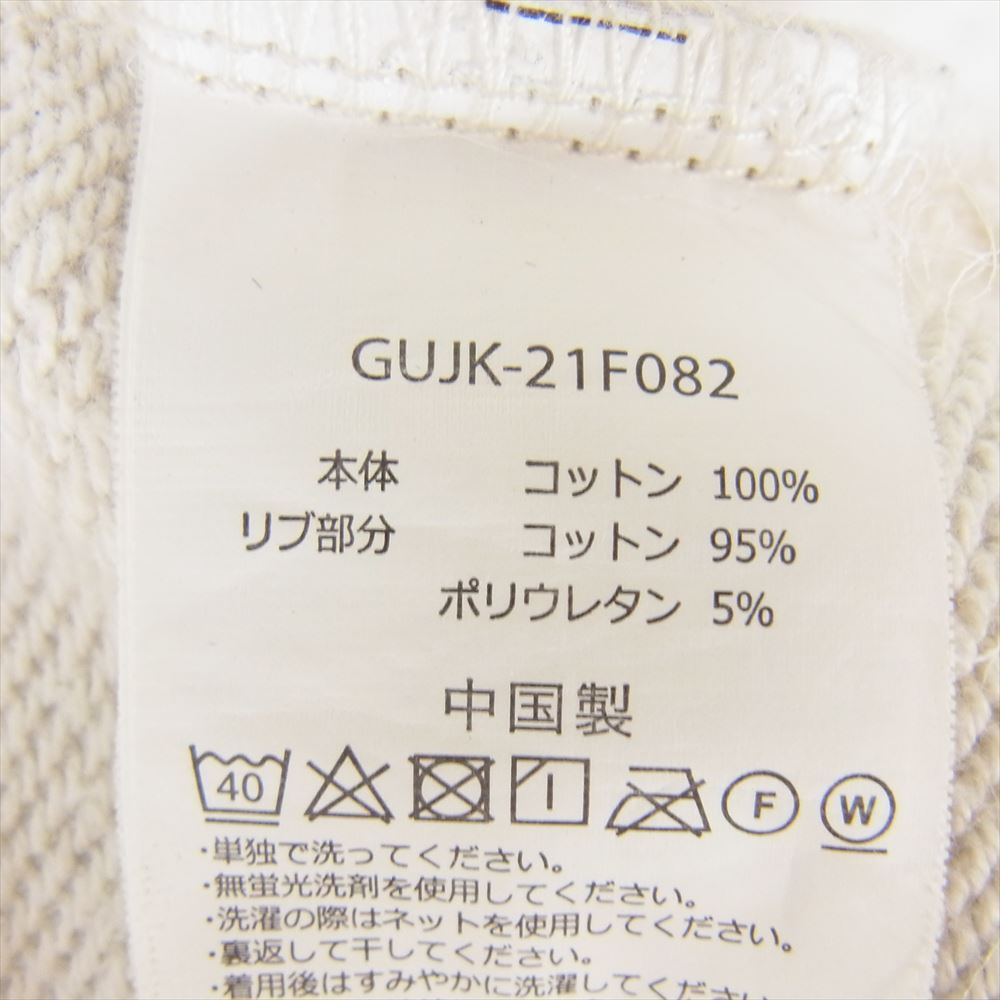 GUJK-21F082
本体 コットン 100%
リブ部分 コットン 95%
ポリウレタン 5%
中国製
40 F W
・単独で洗ってください。
・無蛍光洗剤を使用してください。
・洗濯の際はネットを使用してください。
・裏返して干してください。
・着用後はすみやかに洗濯してください。